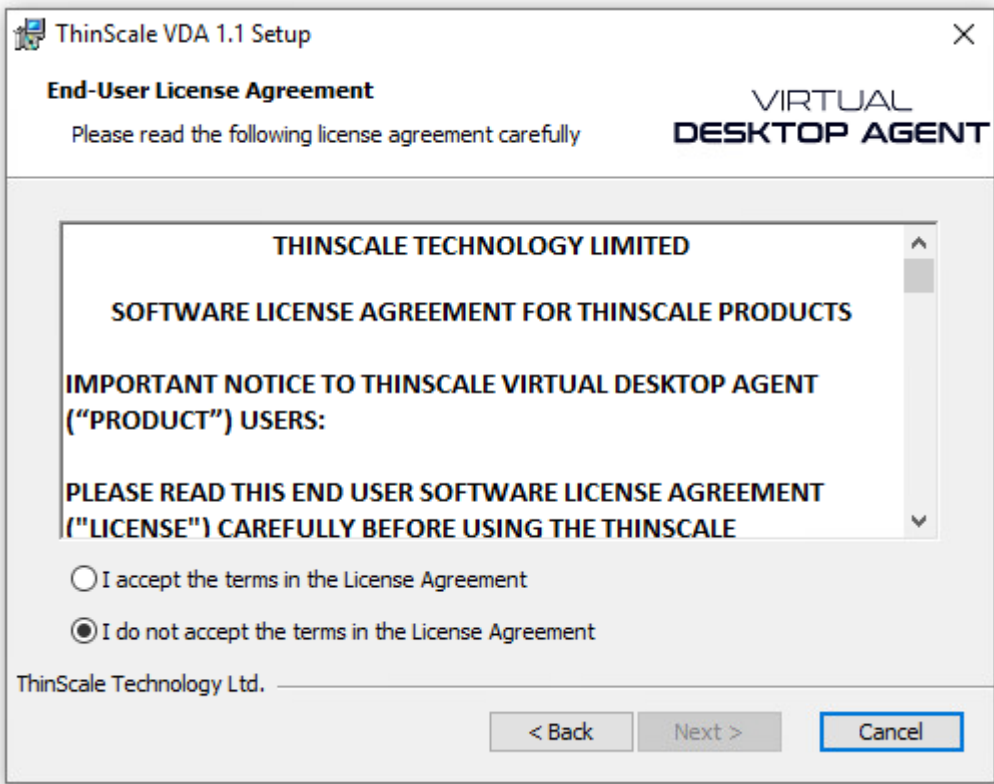 ThinScale VDA 1.1 Setup
End-User License Agreement
Please read the following license agreement carefully
VIRTUAL
DESKTOP AGENT
THINSCALE TECHNOLOGY LIMITED
SOFTWARE LICENSE AGREEMENT FOR THINSCALE PRODUCTS
IMPORTANT NOTICE TO THINSCALE VIRTUAL DESKTOP AGENT
(“PRODUCT”) USERS:
PLEASE READ THIS END USER SOFTWARE LICENSE AGREEMENT
("LICENSE") CAREFULLY BEFORE USING THE THINSCALE
I accept the terms in the License Agreement
I do not accept the terms in the License Agreement
ThinScale Technology Ltd.
< Back
Next >
Cancel